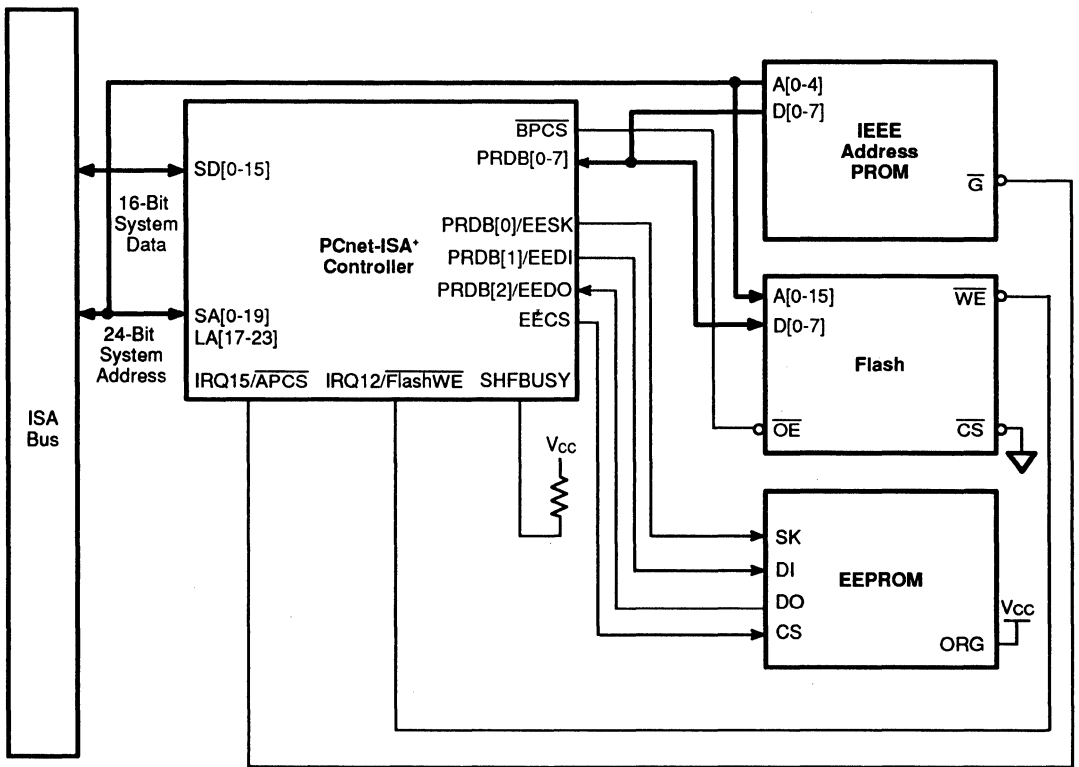 ISA
Bus
16-Bit
System
Data
24-Bit
System
Address
SD[0-15]
SA[0-19]
LA[17-23]
PCnet-ISA+
Controller
BPCS
PRDB[0-7]
PRDB[0]/EESK
PRDB[1]/EEDI
PRDB[2]/EEDO
EECS
IRQ15/APCS
IRQ12/FlashWE
SHFBUSY
VCC
A[0-4]
D[0-7]
IEEE
Address
PROM
G
A[0-15]
D[0-7]
WE
Flash
OE
CS
SK
DI
DO
CS
EEPROM
ORG
VCC